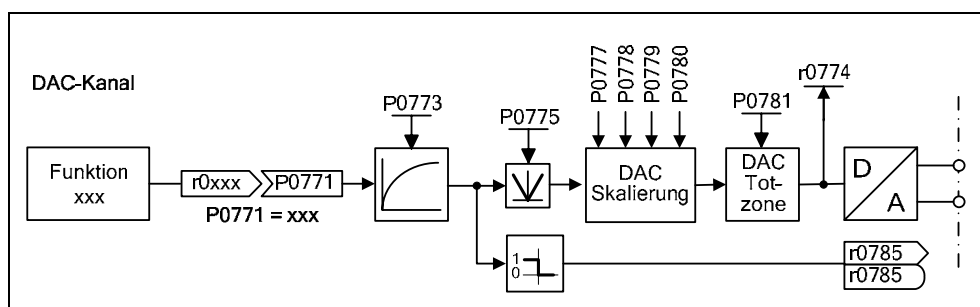 DAC-Kanal
P0777
P0778
P0779
P0780
r0774
P0773
P0775
P0781
Funktion
xxx
r0xxx
P0771
P0771 = xxx
DAC
Skalierung
DAC
Tot-
zone
D
A
1
0
r0785
r0785